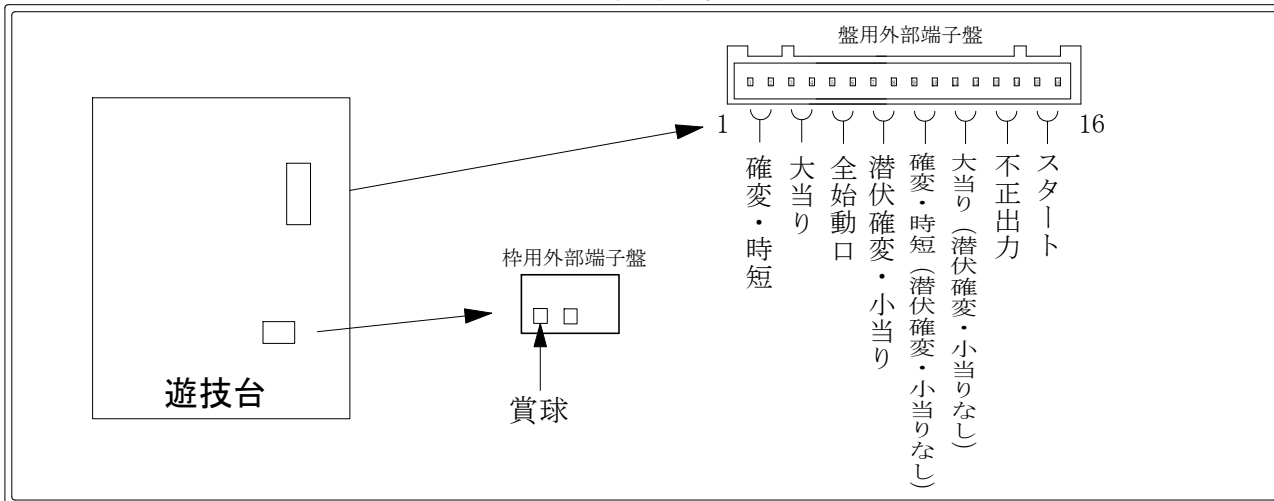 盤用外部端子盤
1
16
確変・時短
大当り
全始動口
潜伏確変・小当り
確変・時短（潜伏確変・小当りなし）
大当り（潜伏確変・小当りなし）
不正出力
スタート
枠用外部端子盤
賞球
遊技台